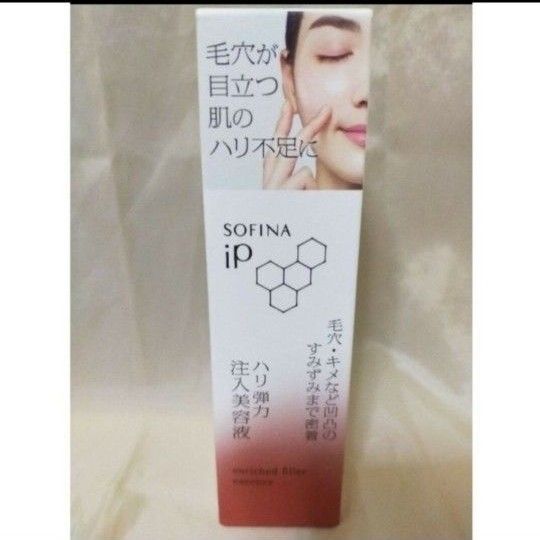 毛穴が
目立つ
肌の
ハリ不足に
SOFINA
iP
毛穴・キメなど凹凸の
すみずみまで密着
ハリ弾力
注入美容液
enriched filler
essence